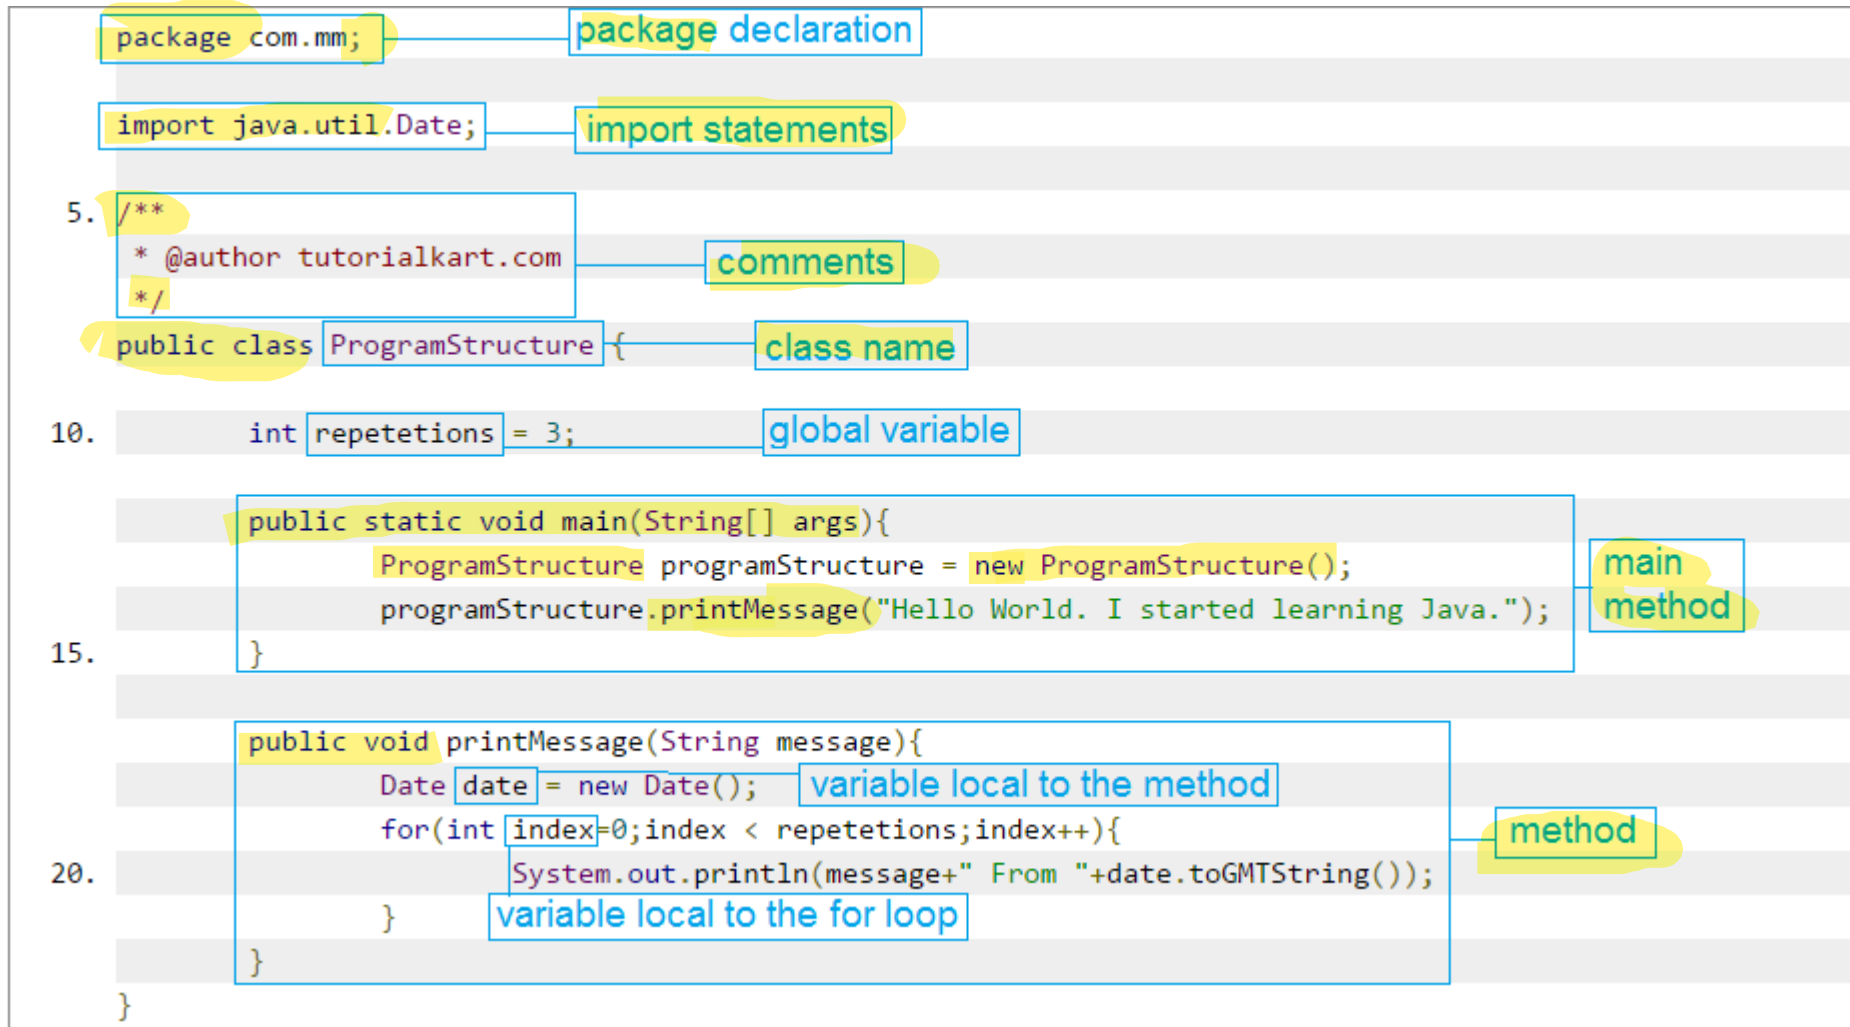 package com.mm; package declaration
import java.util.Date; import statements
5. /**
* @author tutorialkart.com comments
*/
public class ProgramStructure { class name
10. int repetetions = 3; global variable
public static void main(String[] args){
ProgramStructure programStructure = new ProgramStructure(); main
programStructure.printMessage("Hello World. I started learning Java."); method
15. }
public void printMessage(String message){
Date date = new Date(); variable local to the method
for(int index=0;index < repetetions;index++){ method
20. System.out.println(message+" From "+date.toGMTString());
} variable local to the for loop
}
}